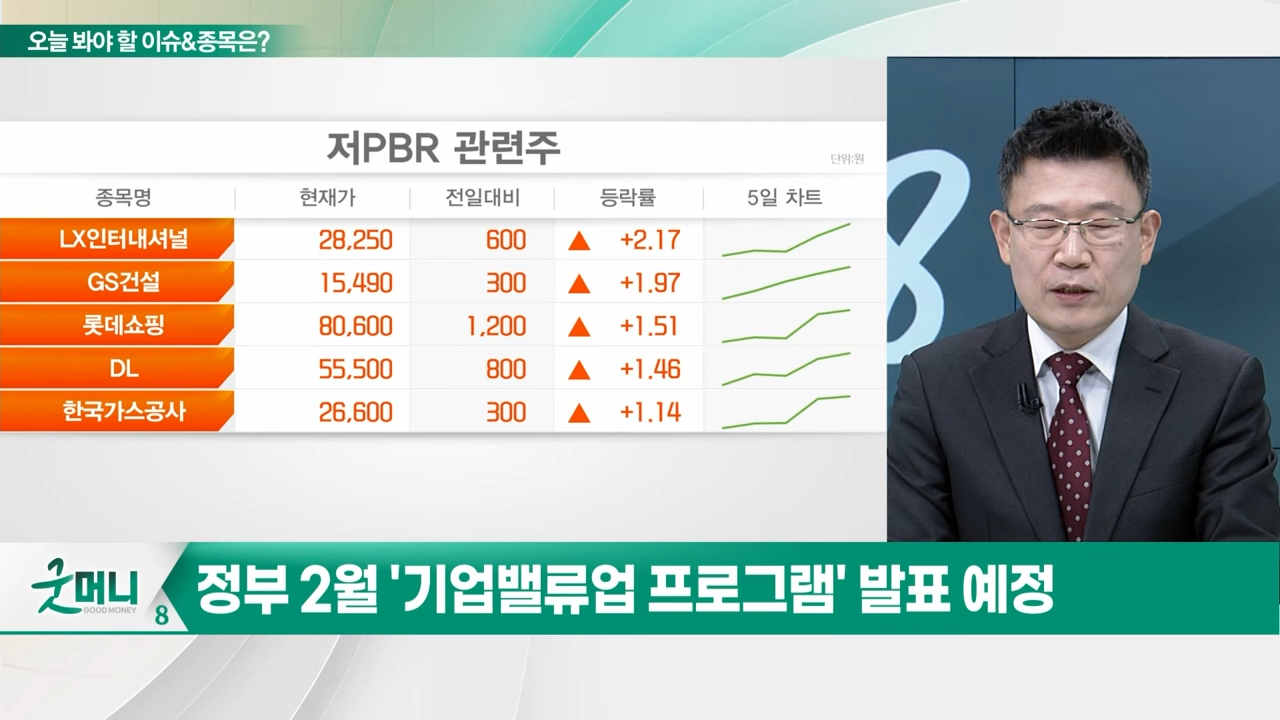 오늘 봐야 할 이슈&종목은?
저PBR 관련주
단위:원
종목명 현재가 전일대비 등락률 5일 차트
LX인터내셔널 28,250 600 ▲ +2.17
GS건설 15,490 300 ▲ +1.97
롯데쇼핑 80,600 1,200 ▲ +1.51
DL 55,500 800 ▲ +1.46
한국가스공사 26,600 300 ▲ +1.14
8
굿머니
GOOD MONEY
8
정부 2월 '기업밸류업 프로그램' 발표 예정